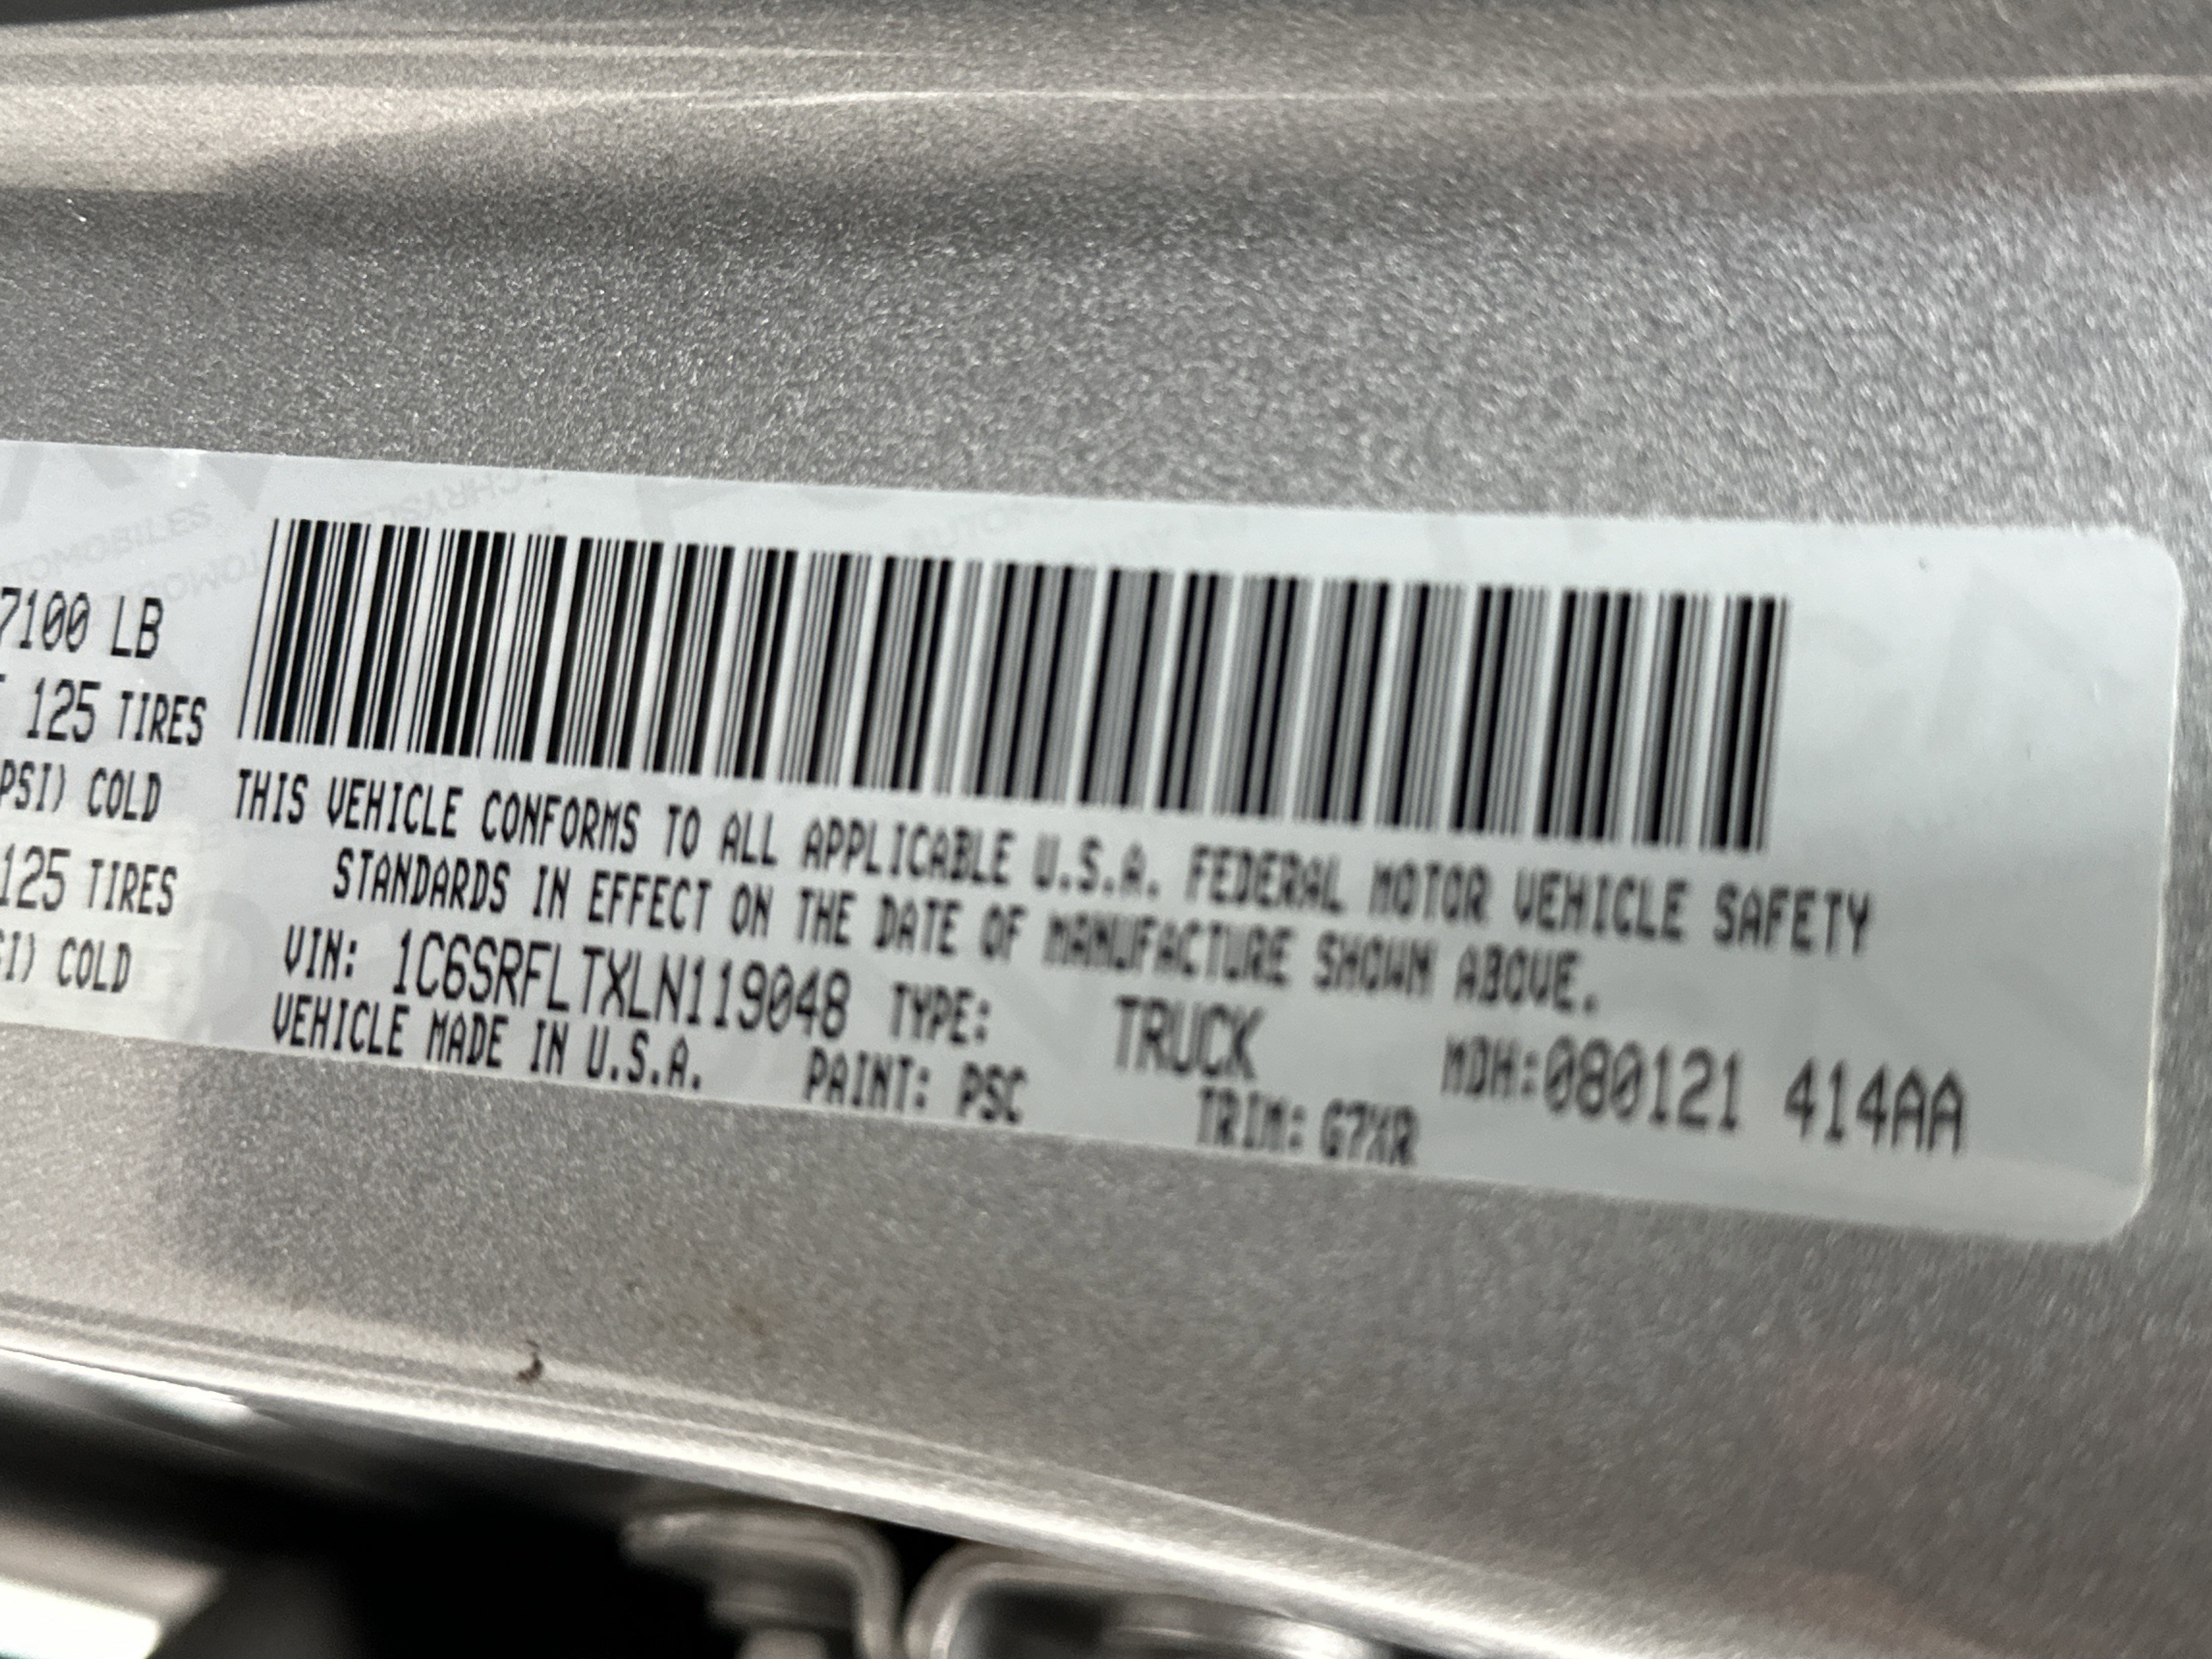 7100 LB
125 TIRES
PSI) COLD
125 TIRES
SI) COLD
THIS VEHICLE CONFORMS TO ALL APPLICABLE U.S.A. FEDERAL MOTOR VEHICLE SAFETY
STANDARDS IN EFFECT ON THE DATE OF MANUFACTURE SHOWN ABOVE.
VIN: 1C6SRFLTXLN119048 TYPE: TRUCK MDH:080121 414AA
VEHICLE MADE IN U.S.A. PAINT: PSC TRIM: G7XR